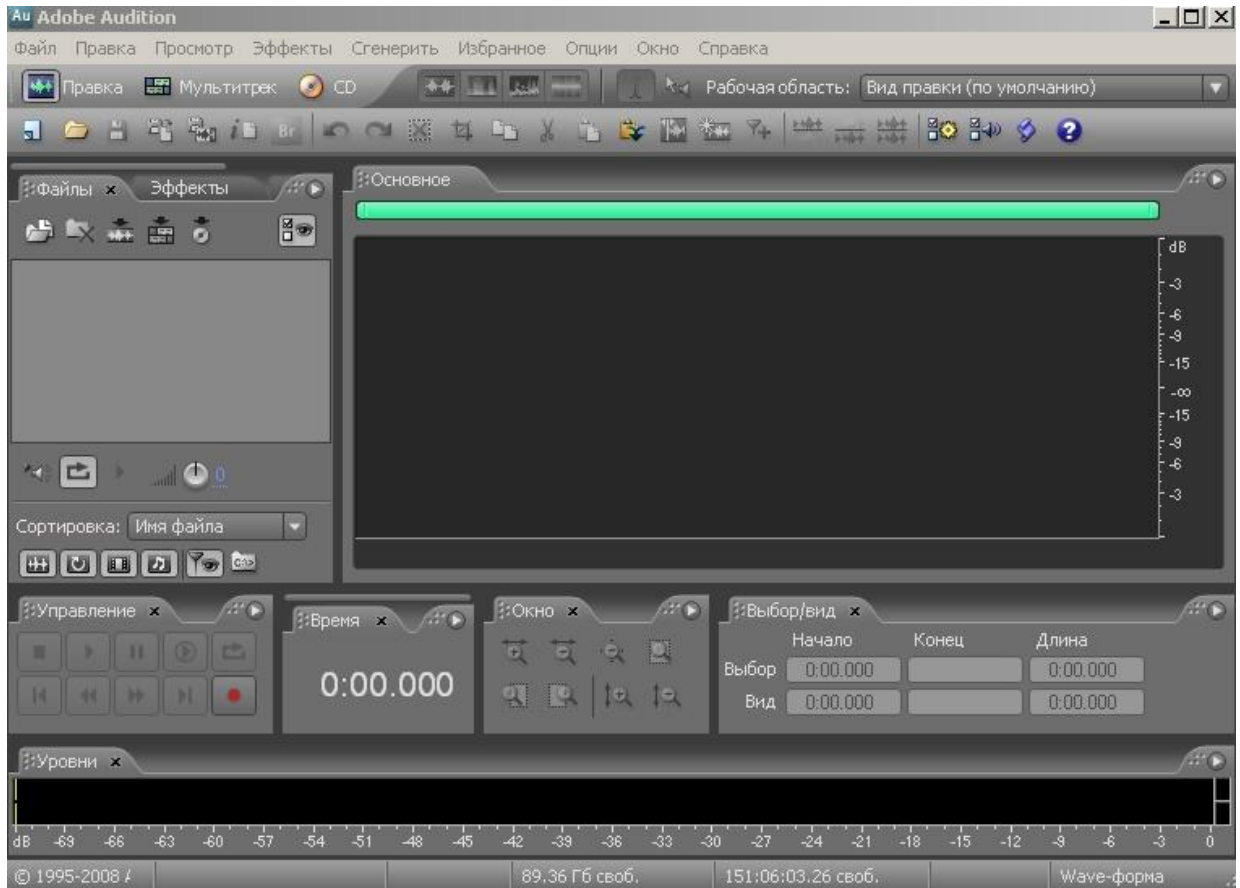 Au Adobe Audition
Файл Правка Просмотр Эффекты Сгенерить Избранное Опции Окно Справка
Правка Мультитрек CD Рабочая область: Вид правки (по умолчанию)
Br
Файлы Эффекты
Основное
dB
-3
-6
-9
-15
-∞
-15
-9
-6
-3
0
Сортировка: Имя файла
C:\>
Управление
Время
0:00.000
Окно
Выбор/вид
Начало Конец Длина
Выбор 0:00.000 0:00.000
Вид 0:00.000 0:00.000
Уровни
dB -69 -66 -63 -60 -57 -54 -51 -48 -45 -42 -39 -36 -33 -30 -27 -24 -21 -18 -15 -12 -9 -6 -3 0
© 1995-2008 89,36 Гб своб. 151:06:03.26 своб. Wave-форма